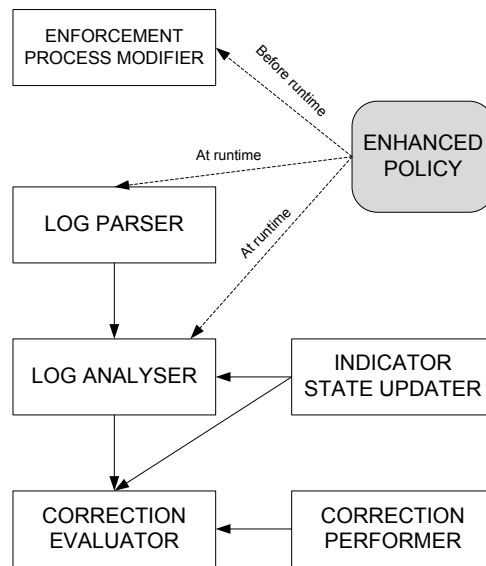 ENFORCEMENT
PROCESS MODIFIER
Before runtime
ENHANCED
POLICY
At runtime
LOG PARSER
At runtime
LOG ANALYSER
INDICATOR
STATE UPDATER
CORRECTION
EVALUATOR
CORRECTION
PERFORMER